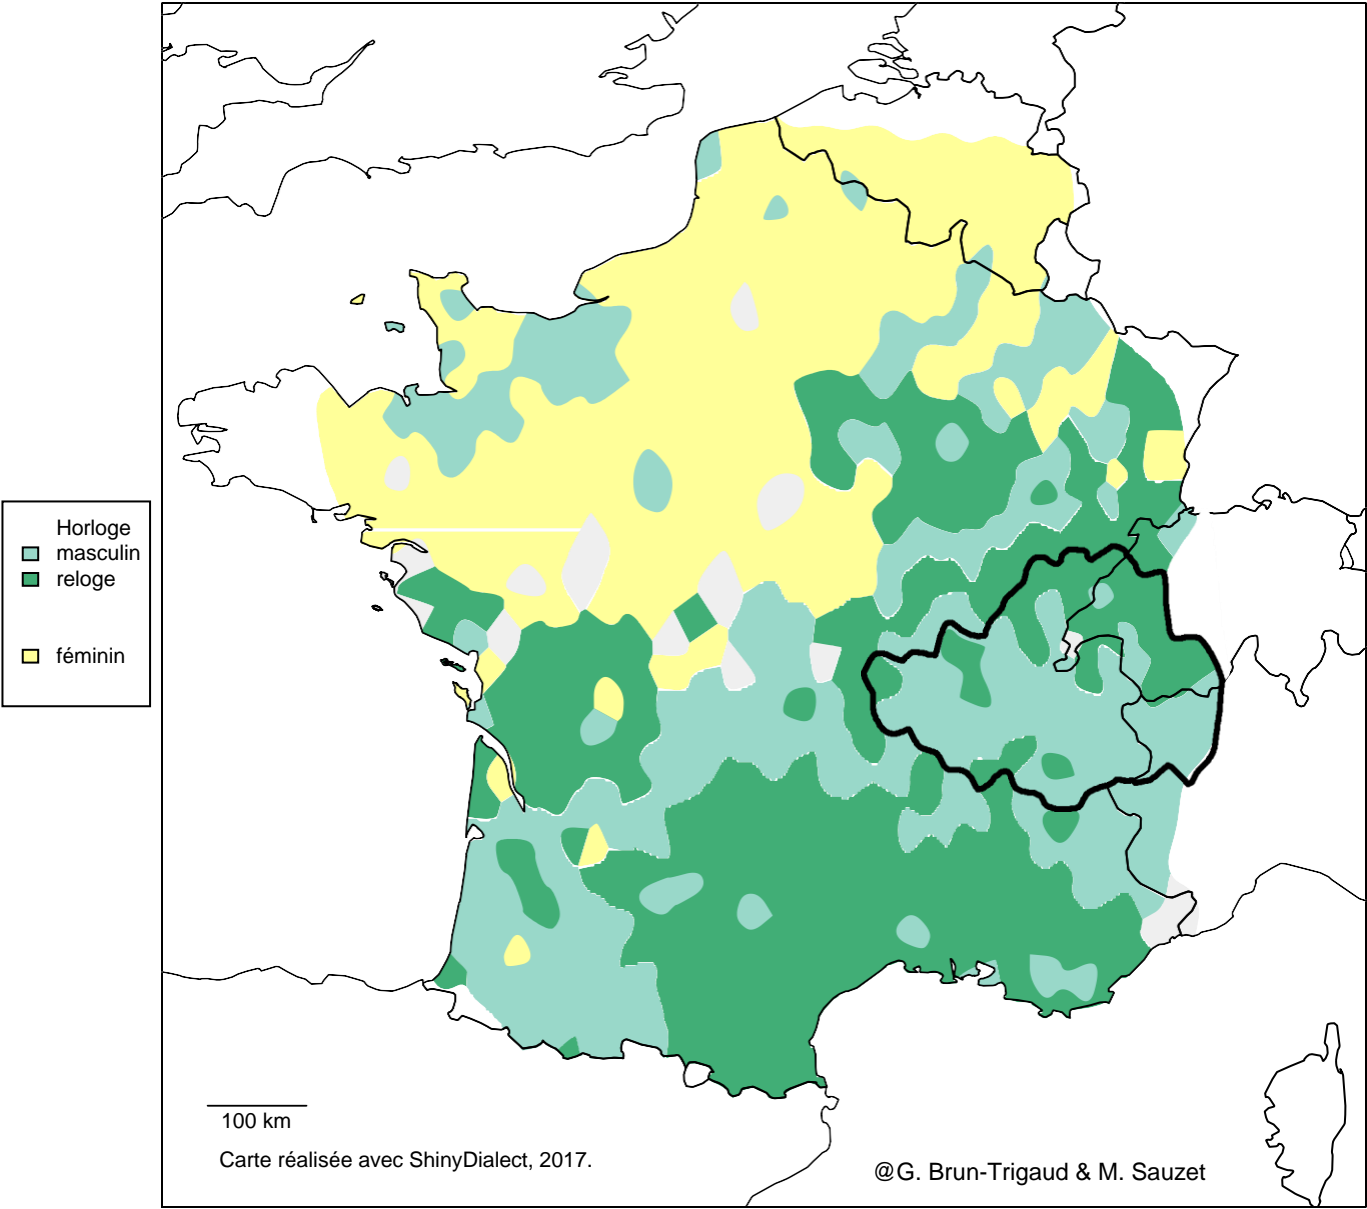 Horloge
masculin
reloge
féminin
100 km
Carte réalisée avec ShinyDialect, 2017.
@G. Brun-Trigaud & M. Sauzet